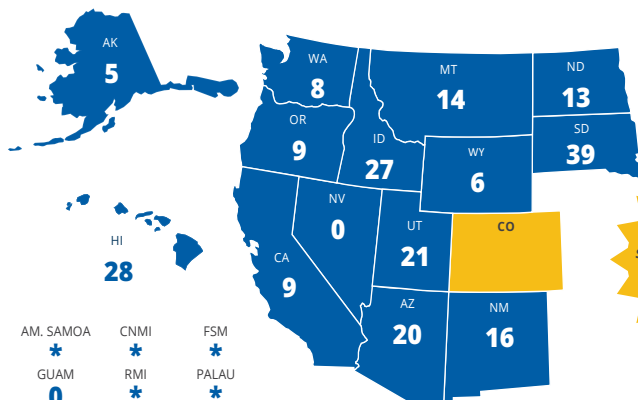 AK
5
WA
8
MT
14
ND
13
OR
9
ID
27
SD
39
WY
6
NV
0
UT
21
CO
HI
28
CA
9
AZ
20
NM
16
AM. SAMOA CNMI FSM
* * *
GUAM RMI PALAU
0 * *